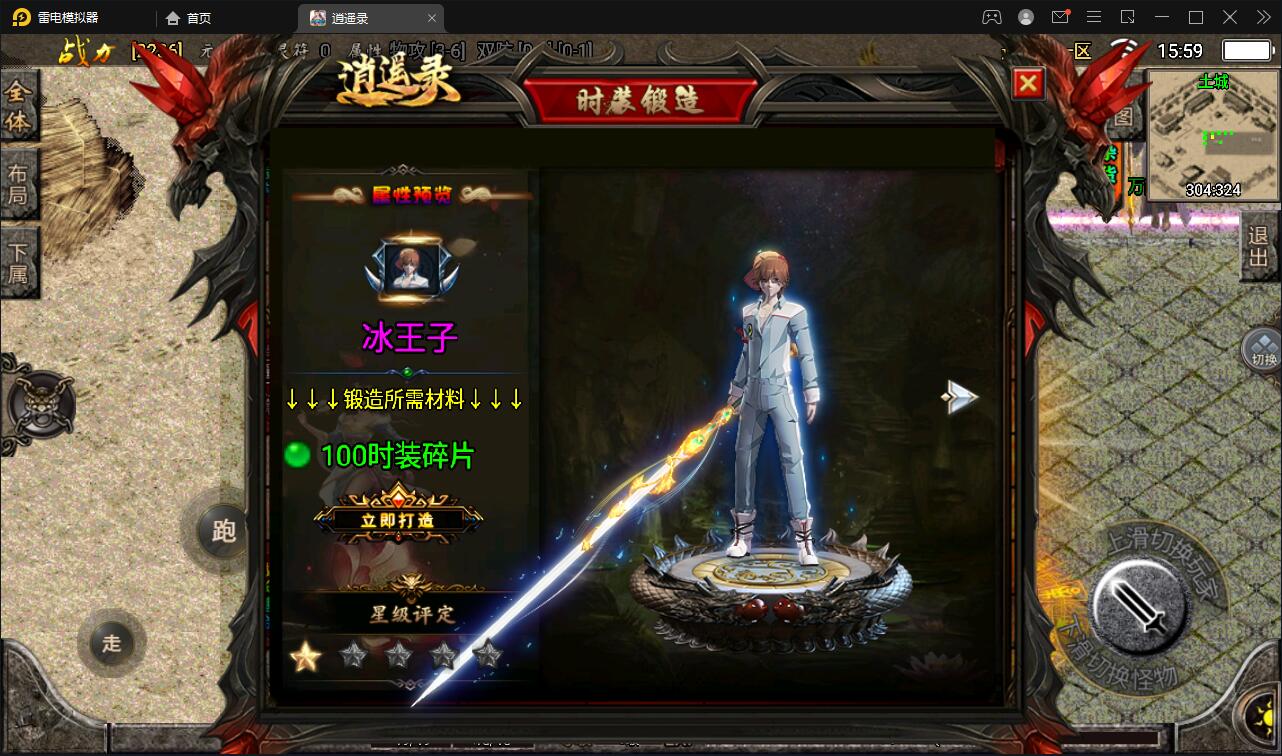 雷电模拟器
首页
逍遥录
战力
属性
物攻[3-6]
15:59
全体
布局
下属
逍遥录
时装锻造
土城
图
万
304:324
退出
切换
属性预览
冰王子
↓↓↓锻造所需材料↓↓↓
100时装碎片
立即打造
星级评定
跑
走
上滑切换玩家
下滑切换怪物